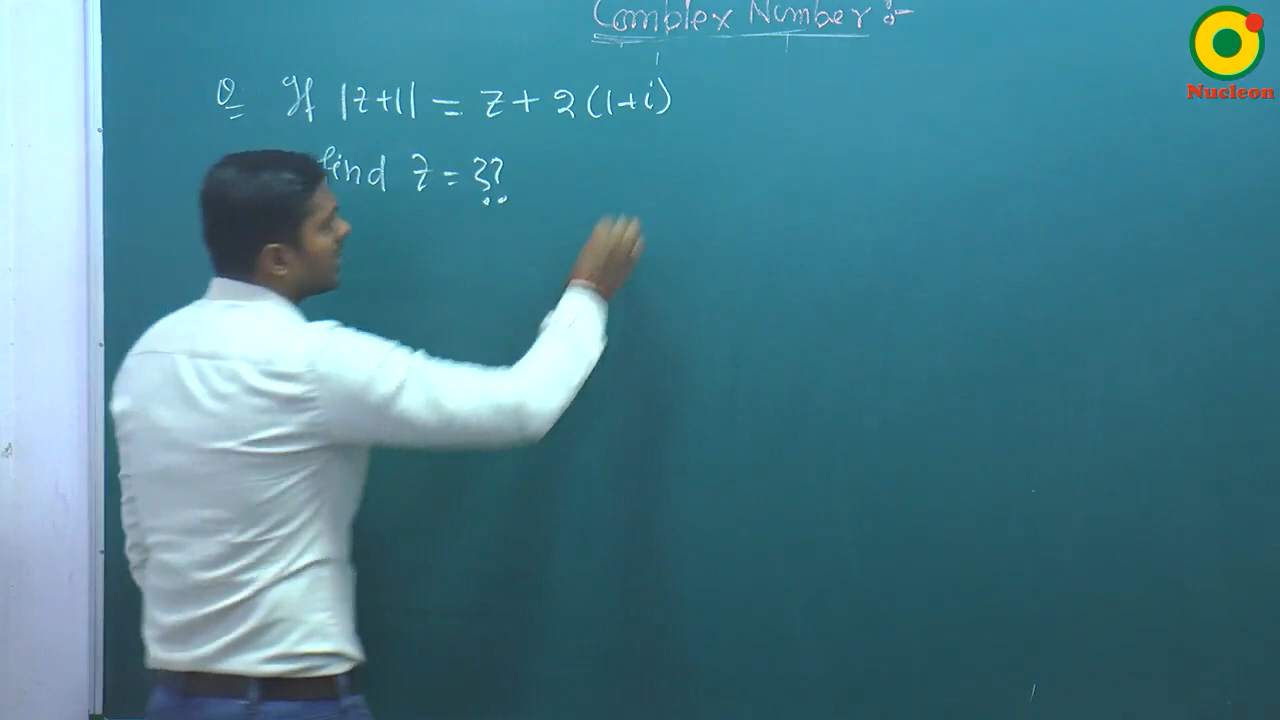 Complex Number :-
Q If |z+1| = z + 2(1+i)
find z = ??
Nucleon